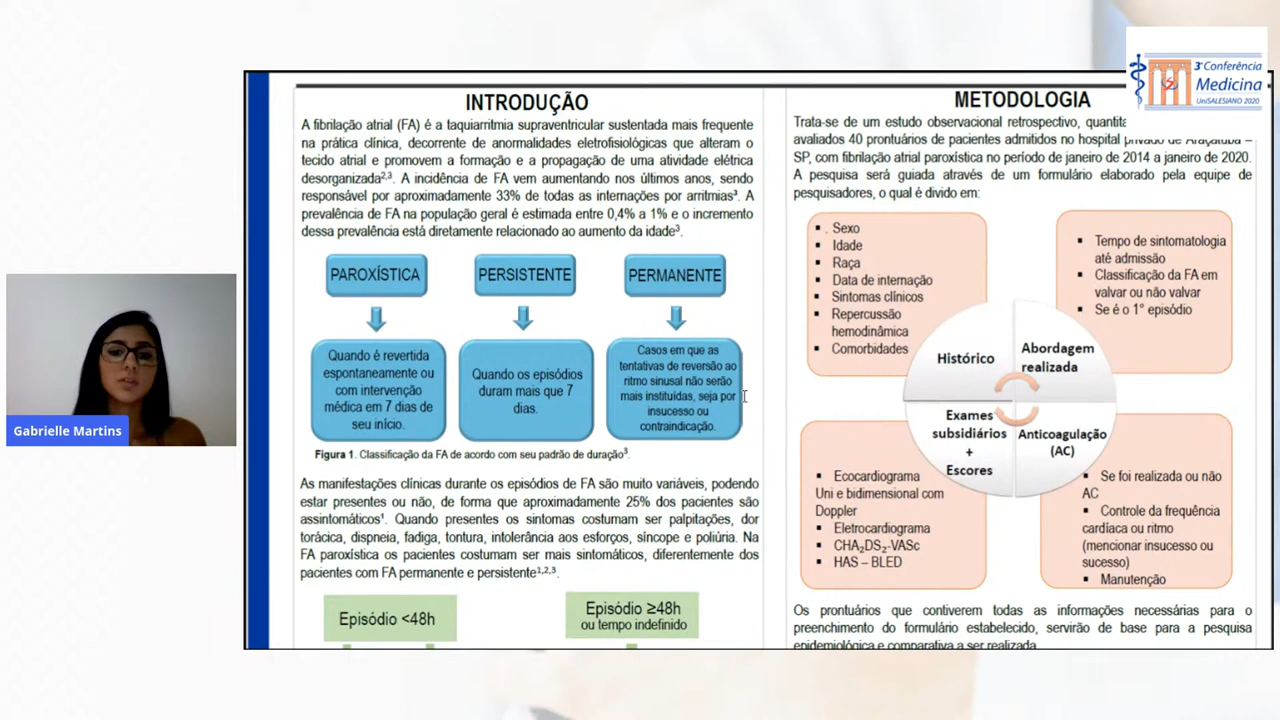 3ª Conferência
Medicina
UniSALESIANO 2020
INTRODUÇÃO
A fibrilação atrial (FA) é a taquiarritmia supraventricular sustentada mais frequente
na prática clínica, decorrente de anormalidades eletrofisiológicas que alteram o
tecido atrial e promovem a formação e a propagação de uma atividade elétrica
desorganizada²,³. A incidência de FA vem aumentando nos últimos anos, sendo
responsável por aproximadamente 33% de todas as internações por arritmias³. A
prevalência de FA na população geral é estimada entre 0,4% a 1% e o incremento
dessa prevalência está diretamente relacionado ao aumento da idade³.
PAROXÍSTICA
PERSISTENTE
PERMANENTE
Quando é revertida
espontaneamente ou
com intervenção
médica em 7 dias de
seu início.
Quando os episódios
duram mais que 7
dias.
Casos em que as
tentativas de reversão ao
ritmo sinusal não serão
mais instituídas, seja por
insucesso ou
contraindicação.
Figura 1. Classificação da FA de acordo com seu padrão de duração³.
As manifestações clínicas durante os episódios de FA são muito variáveis, podendo
estar presentes ou não, de forma que aproximadamente 25% dos pacientes são
assintomáticos¹. Quando presentes os sintomas costumam ser palpitações, dor
torácica, dispneia, fadiga, tontura, intolerância aos esforços, síncope e poliúria. Na
FA paroxística os pacientes costumam ser mais sintomáticos, diferentemente dos
pacientes com FA permanente e persistente¹,²,³.
Episódio <48h
Episódio ≥48h
ou tempo indefinido
METODOLOGIA
Trata-se de um estudo observacional retrospectivo,
avaliados 40 prontuários de pacientes admitidos no hospital privado de Araçatuba –
SP, com fibrilação atrial paroxística no período de janeiro de 2014 a janeiro de 2020.
A pesquisa será guiada através de um formulário elaborado pela equipe de
pesquisadores, o qual é divido em:
▪ . Sexo
▪ Idade
▪ Raça
▪ Data de internação
▪ Sintomas clínicos
▪ Repercussão
hemodinâmica
▪ Comorbidades
▪ Tempo de sintomatologia
até admissão
▪ Classificação da FA em
valvar ou não valvar
▪ Se é o 1° episódio
Histórico
Abordagem
realizada
Exames
subsidiários
+
Escores
Anticoagulação
(AC)
▪ Ecocardiograma
Uni e bidimensional com
Doppler
▪ Eletrocardiograma
▪ CHA₂DS₂-VASc
▪ HAS – BLED
▪ Se foi realizada ou não
AC
▪ Controle da frequência
cardíaca ou ritmo
(mencionar insucesso ou
sucesso)
▪ Manutenção
Os prontuários que contiverem todas as informações necessárias para o
preenchimento do formulário estabelecido, servirão de base para a pesquisa
epidemiológica e comparativa a ser realizada.
Gabrielle Martins